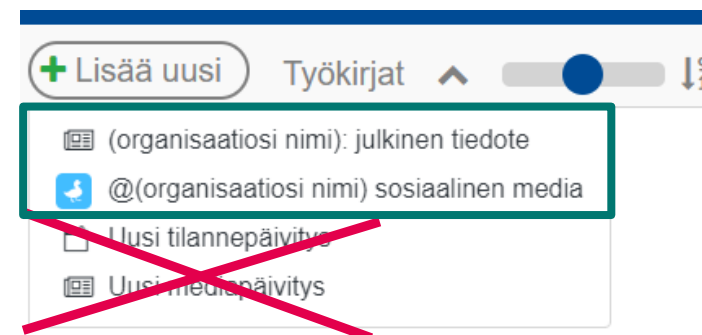 + Lisää uusi Työkirjat
(organisaatiosi nimi): julkinen tiedote
@(organisaatiosi nimi) sosiaalinen media
Uusi tilannepäivitys
Uusi mediapäivitys